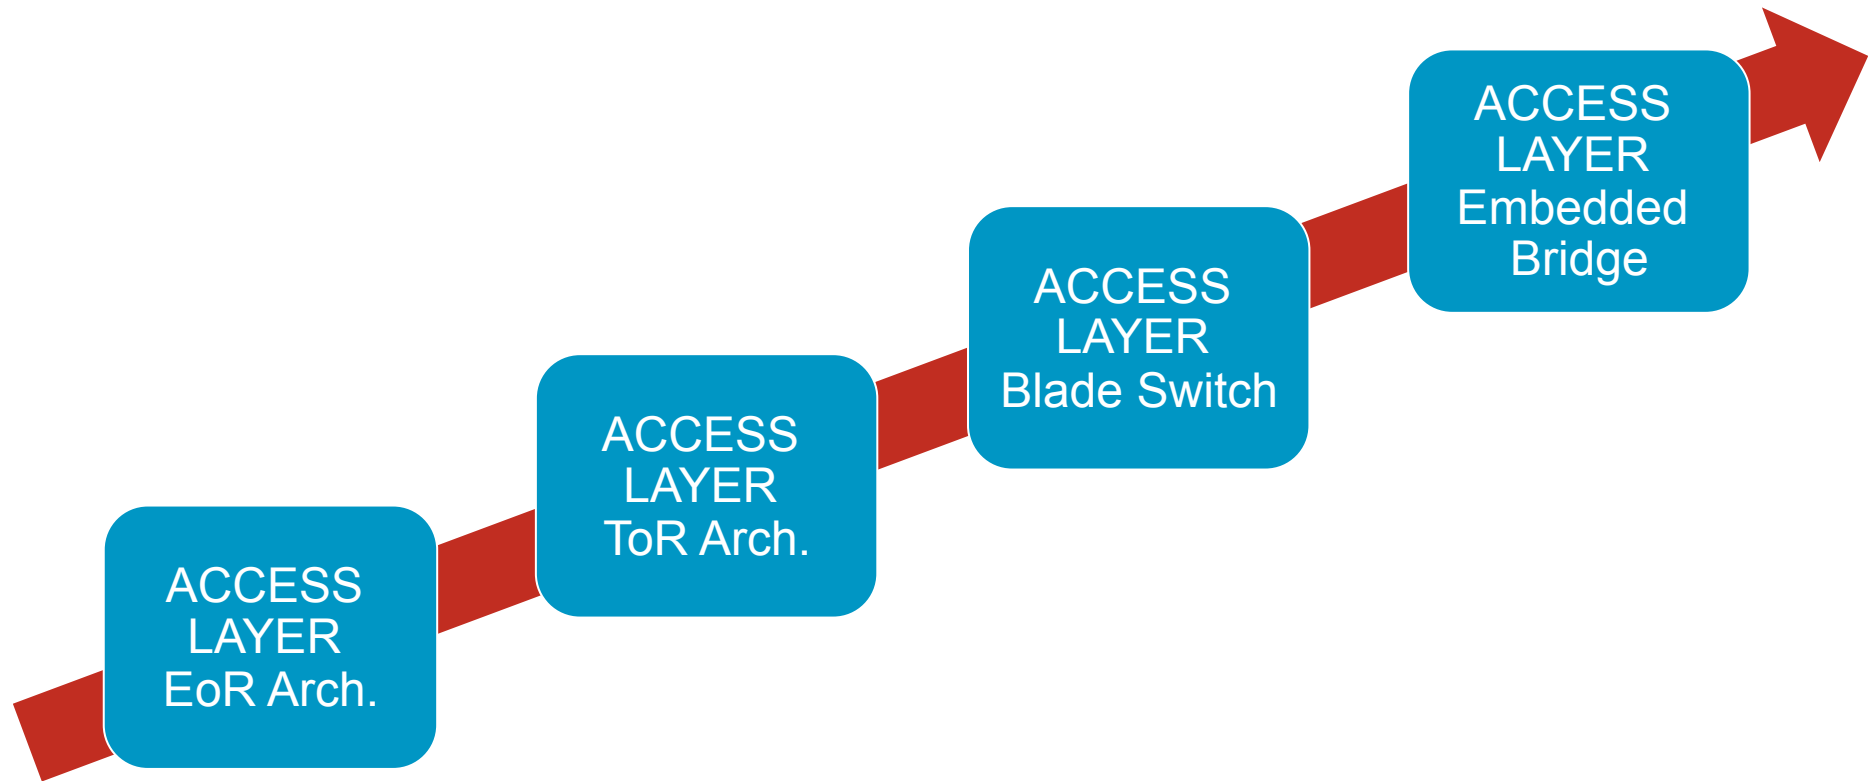 ACCESS
LAYER
EoR Arch.
ACCESS
LAYER
ToR Arch.
ACCESS
LAYER
Blade Switch
ACCESS
LAYER
Embedded
Bridge